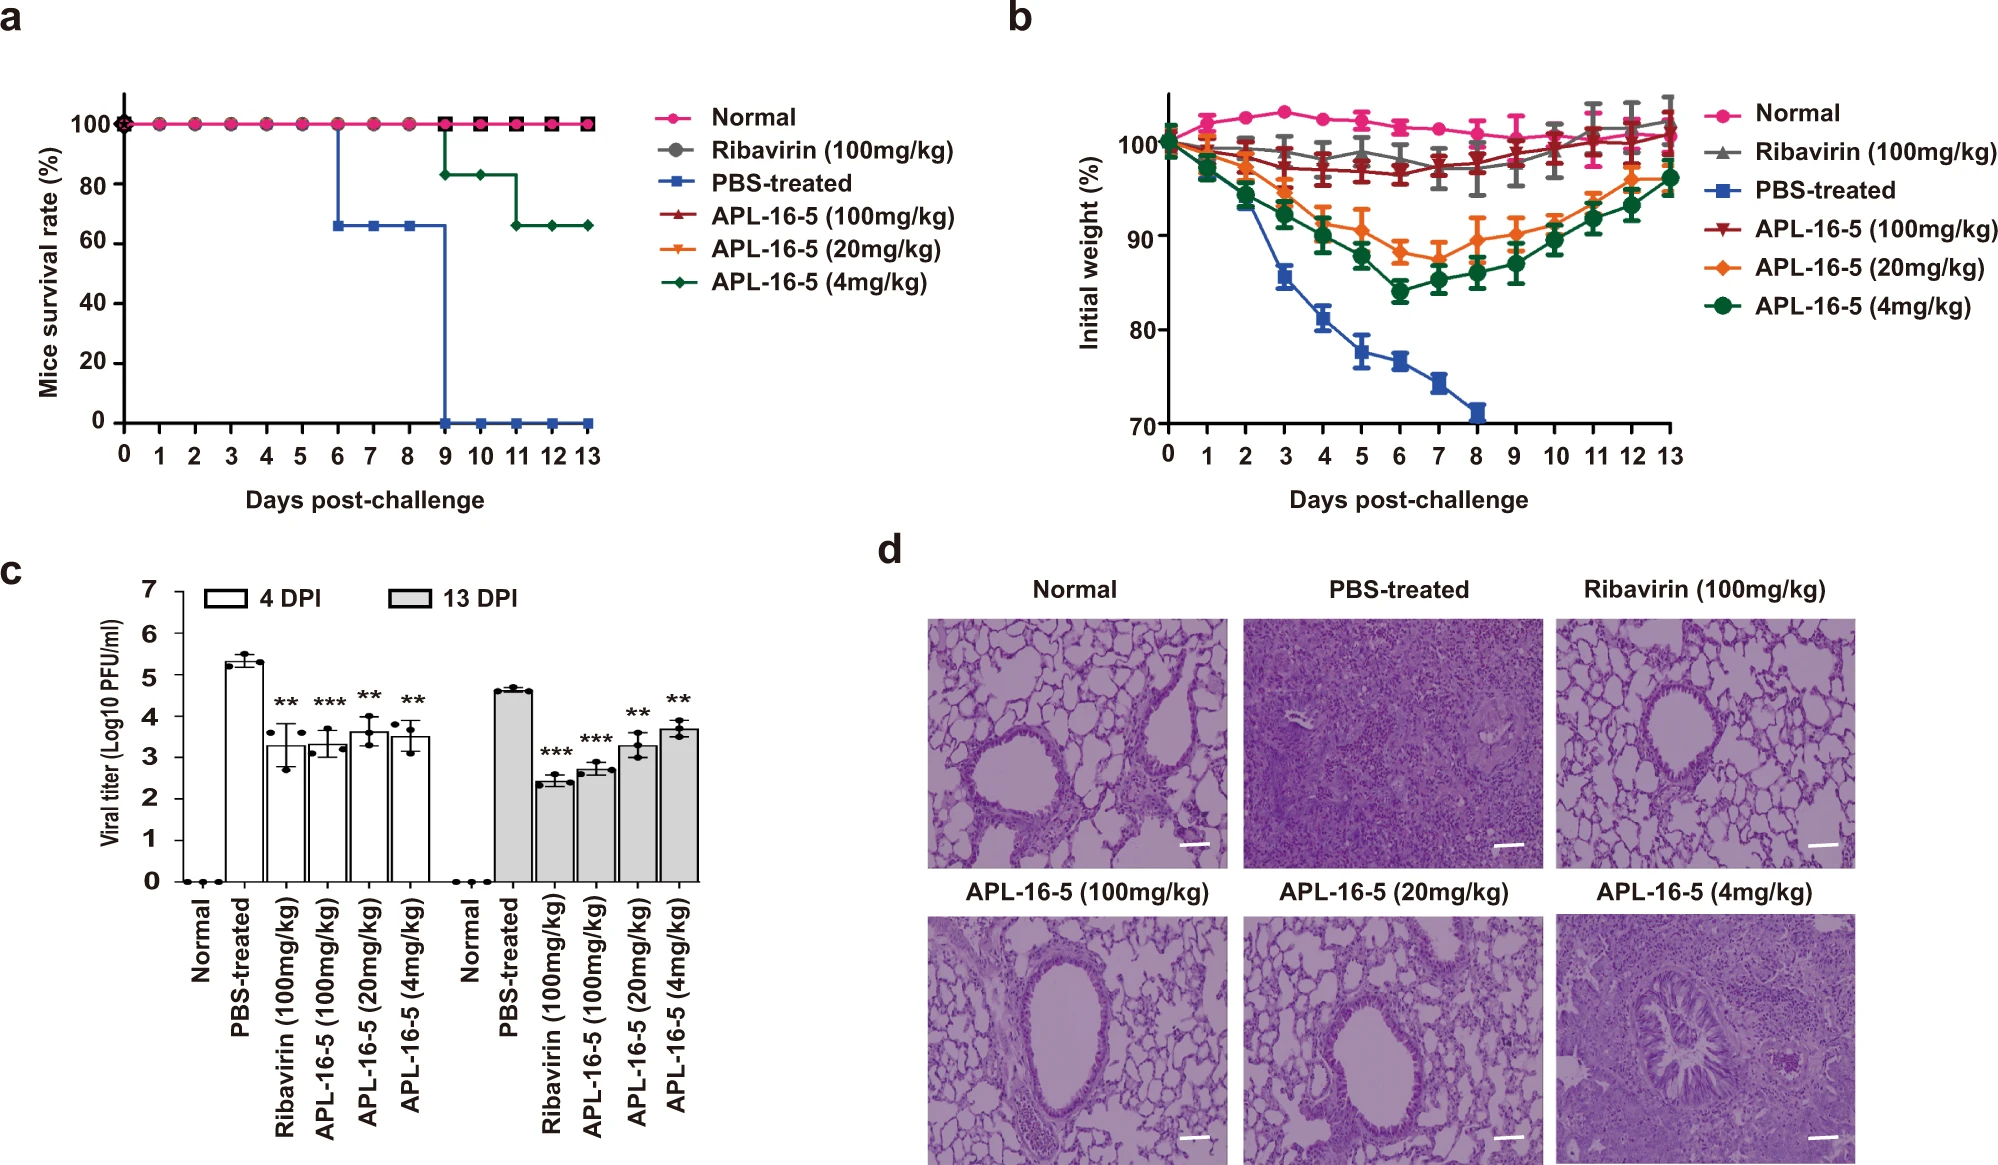 a
Mice survival rate (%)
100
80
60
40
20
0
0 1 2 3 4 5 6 7 8 9 10 11 12 13
Days post-challenge
Normal
Ribavirin (100mg/kg)
PBS-treated
APL-16-5 (100mg/kg)
APL-16-5 (20mg/kg)
APL-16-5 (4mg/kg)
b
Initial weight (%)
100
90
80
70
0 1 2 3 4 5 6 7 8 9 10 11 12 13
Days post-challenge
Normal
Ribavirin (100mg/kg)
PBS-treated
APL-16-5 (100mg/kg)
APL-16-5 (20mg/kg)
APL-16-5 (4mg/kg)
c
Viral titer (Log10 PFU/ml)
7
6
5
4
3
2
1
0
4 DPI 13 DPI
** *** ** **
*** *** ** **
Normal
PBS-treated
Ribavirin (100mg/kg)
APL-16-5 (100mg/kg)
APL-16-5 (20mg/kg)
APL-16-5 (4mg/kg)
Normal
PBS-treated
Ribavirin (100mg/kg)
APL-16-5 (100mg/kg)
APL-16-5 (20mg/kg)
APL-16-5 (4mg/kg)
d
Normal PBS-treated Ribavirin (100mg/kg)
APL-16-5 (100mg/kg) APL-16-5 (20mg/kg) APL-16-5 (4mg/kg)